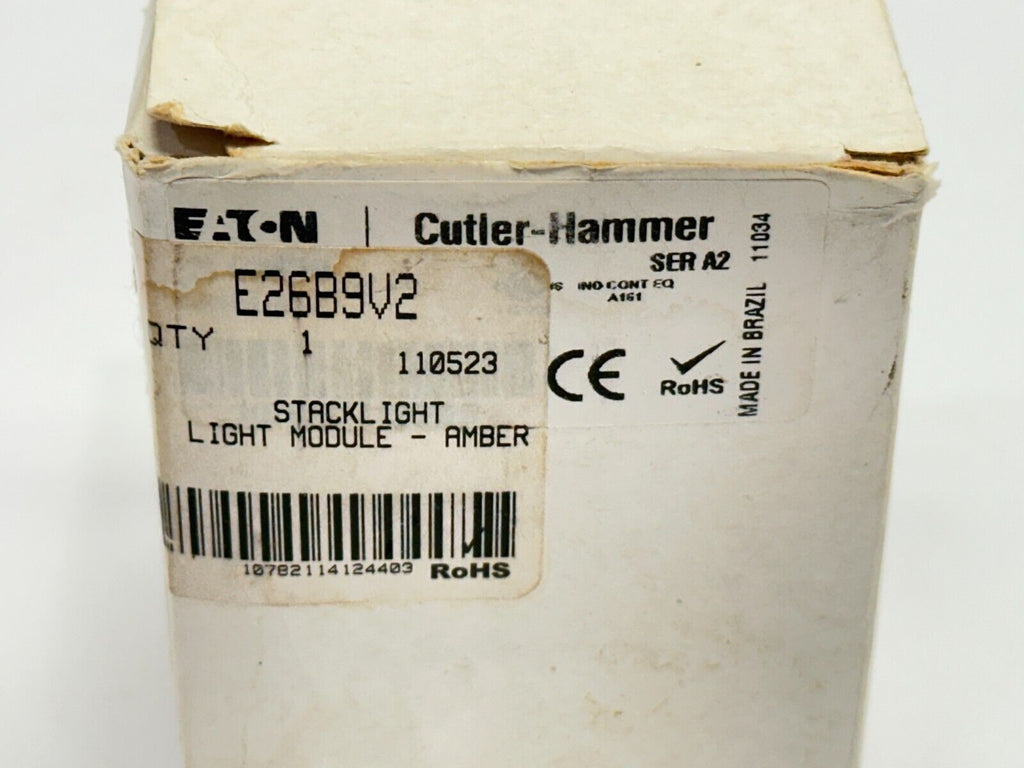 EATON | Cutler-Hammer
SER A2
IND CONT EQ
A161
MADE IN BRAZIL 11034
E26B9V2
QTY 1
110523
STACKLIGHT
LIGHT MODULE - AMBER
CE
RoHS
10782114124403 RoHS